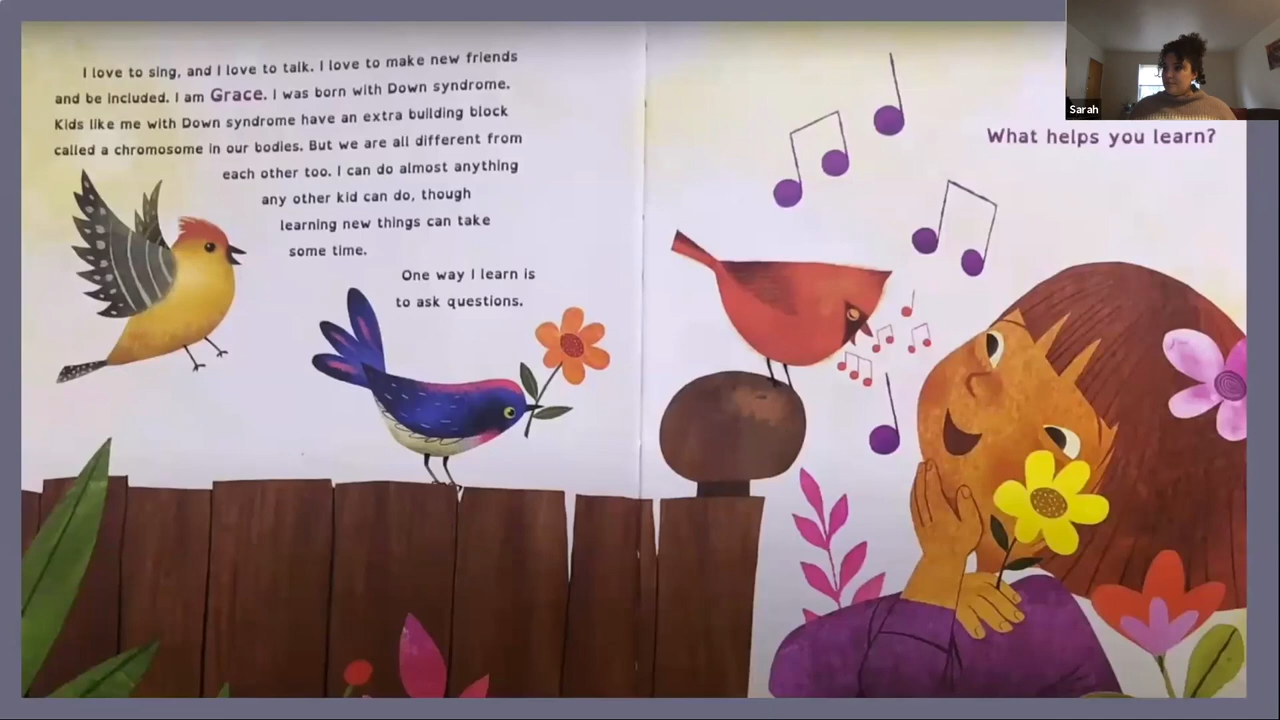 I love to sing, and I love to talk. I love to make new friends
and be included. I am Grace. I was born with Down syndrome.
Kids like me with Down syndrome have an extra building block
called a chromosome in our bodies. But we are all different from
each other too. I can do almost anything
any other kid can do, though
learning new things can take
some time.
One way I learn is
to ask questions.
Sarah
What helps you learn?